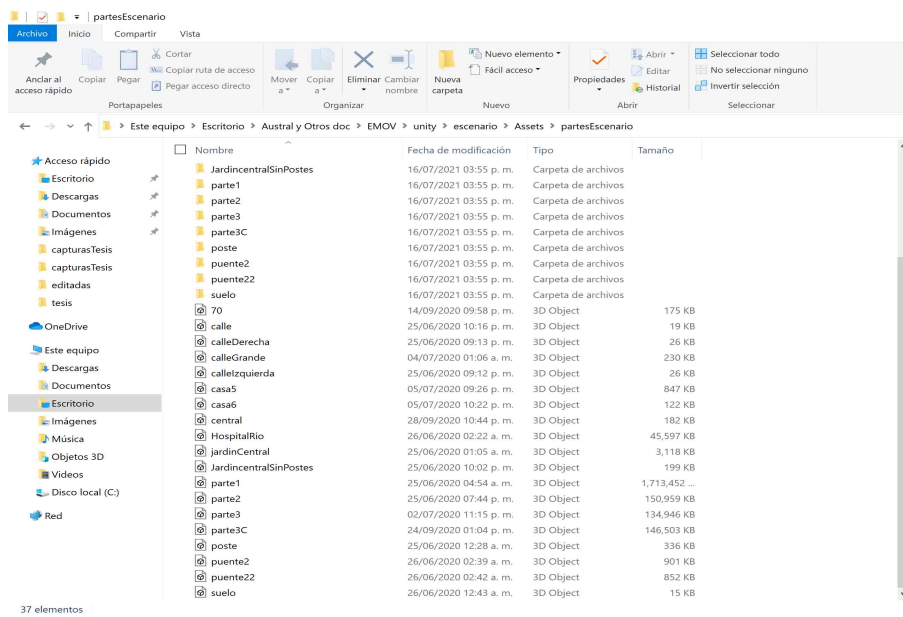 partesEscenario
Archivo Inicio Compartir Vista
Anclar al acceso rápido
Copiar
Pegar
Cortar
Copiar ruta de acceso
Pegar acceso directo
Portapapeles
Mover a
Copiar a
Eliminar
Cambiar nombre
Organizar
Nueva carpeta
Nuevo elemento
Fácil acceso
Nuevo
Propiedades
Abrir
Editar
Historial
Abrir
Seleccionar todo
No seleccionar ninguno
Invertir selección
Seleccionar
Este equipo > Escritorio > Austral y Otros doc > EMOV > unity > escenario > Assets > partesEscenario
Acceso rápido
Escritorio
Descargas
Documentos
Imágenes
capturasTesis
capturasTesis
editadas
tesis
OneDrive
Este equipo
Descargas
Documentos
Escritorio
Imágenes
Música
Objetos 3D
Videos
Disco local (C:)
Red
Nombre Fecha de modificación Tipo Tamaño
JardincentralSinPostes 16/07/2021 03:55 p. m. Carpeta de archivos
parte1 16/07/2021 03:55 p. m. Carpeta de archivos
parte2 16/07/2021 03:55 p. m. Carpeta de archivos
parte3 16/07/2021 03:55 p. m. Carpeta de archivos
parte3C 16/07/2021 03:55 p. m. Carpeta de archivos
poste 16/07/2021 03:55 p. m. Carpeta de archivos
puente2 16/07/2021 03:55 p. m. Carpeta de archivos
puente22 16/07/2021 03:55 p. m. Carpeta de archivos
suelo 16/07/2021 03:55 p. m. Carpeta de archivos
70 14/09/2020 09:58 p. m. 3D Object 175 KB
calle 25/06/2020 10:16 p. m. 3D Object 19 KB
calleDerecha 25/06/2020 09:13 p. m. 3D Object 26 KB
calleGrande 04/07/2020 01:06 a. m. 3D Object 230 KB
calleIzquierda 25/06/2020 09:12 p. m. 3D Object 26 KB
casa5 05/07/2020 09:26 p. m. 3D Object 847 KB
casa6 05/07/2020 10:22 p. m. 3D Object 122 KB
central 28/09/2020 10:44 p. m. 3D Object 182 KB
HospitalRio 26/06/2020 02:22 a. m. 3D Object 45,597 KB
jardinCentral 25/06/2020 01:05 a. m. 3D Object 3,118 KB
JardincentralSinPostes 25/06/2020 10:02 p. m. 3D Object 199 KB
parte1 25/06/2020 04:54 a. m. 3D Object 1,713,452 ...
parte2 25/06/2020 07:44 p. m. 3D Object 150,959 KB
parte3 02/07/2020 11:15 p. m. 3D Object 134,946 KB
parte3C 24/09/2020 01:04 p. m. 3D Object 146,503 KB
poste 25/06/2020 12:28 a. m. 3D Object 336 KB
puente2 26/06/2020 02:39 a. m. 3D Object 901 KB
puente22 26/06/2020 02:42 a. m. 3D Object 852 KB
suelo 26/06/2020 12:43 a. m. 3D Object 15 KB
37 elementos